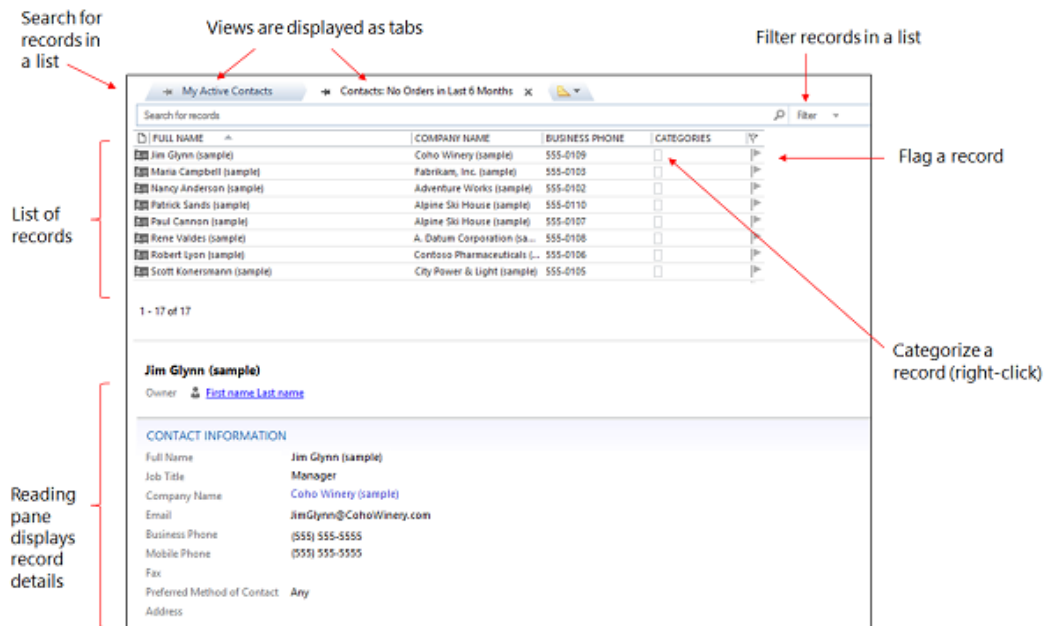 Search for
records in
a list
Views are displayed as tabs
Filter records in a list
My Active Contacts
Contacts: No Orders in Last 6 Months x
Search for records
Filter
FULL NAME COMPANY NAME BUSINESS PHONE CATEGORIES
Jim Glynn (sample) Coho Winery (sample) 555-0109
Maria Campbell (sample) Fabrikam, Inc. (sample) 555-0103
Nancy Anderson (sample) Adventure Works (sample) 555-0102
Patrick Sands (sample) Alpine Ski House (sample) 555-0110
Paul Cannon (sample) Alpine Ski House (sample) 555-0107
Rene Valdes (sample) A. Datum Corporation (sa... 555-0108
Robert Lyon (sample) Contoso Pharmaceuticals (... 555-0106
Scott Konersmann (sample) City Power & Light (sample) 555-0105
Flag a record
List of
records
1 - 17 of 17
Categorize a
record (right-click)
Jim Glynn (sample)
Owner First name Last name
CONTACT INFORMATION
Full Name Jim Glynn (sample)
Job Title Manager
Company Name Coho Winery (sample)
Email JimGlynn@CohoWinery.com
Business Phone (555) 555-5555
Mobile Phone (555) 555-5555
Fax
Preferred Method of Contact Any
Address
Reading
pane
displays
record
details